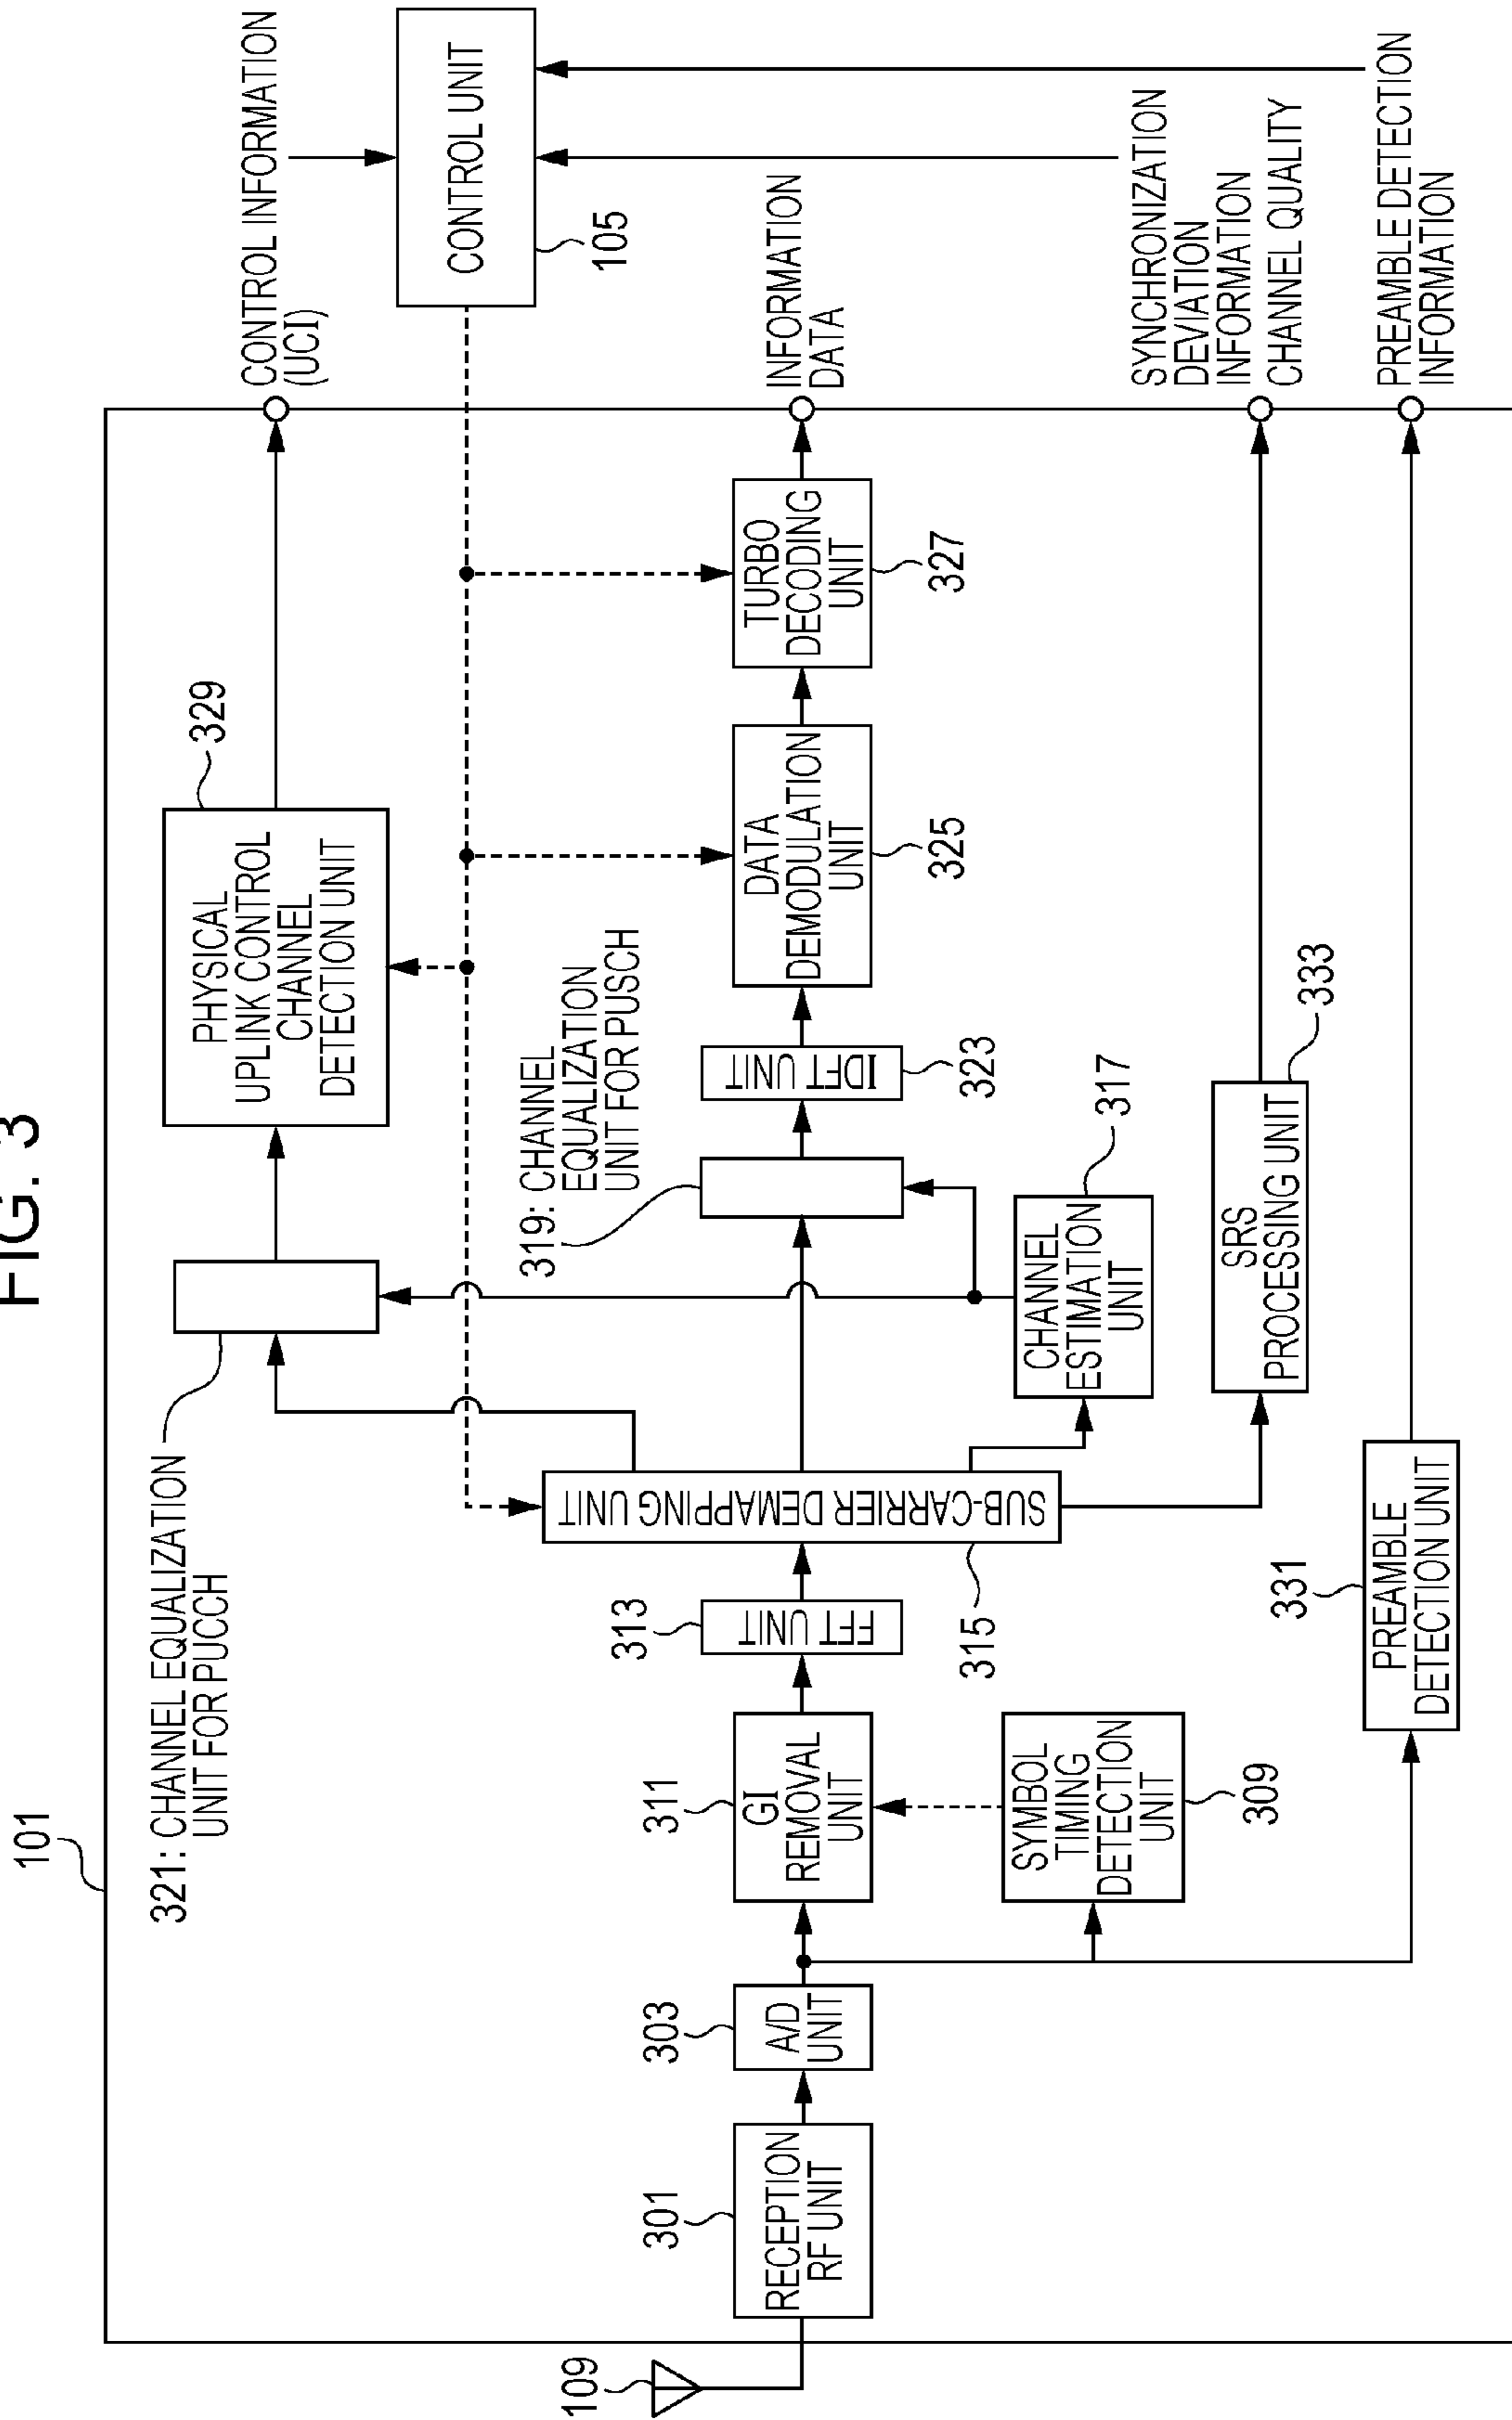 FIG. 3
101
321: CHANNEL EQUALIZATION
UNIT FOR PUCCH
329
PHYSICAL
UPLINK CONTROL
CHANNEL
DETECTION UNIT
CONTROL INFORMATION
(UCI)
CONTROL UNIT
105
319: CHANNEL
EQUALIZATION
UNIT FOR PUSCH
109
301
RECEPTION
RF UNIT
303
A/D
UNIT
311
GI
REMOVAL
UNIT
313
FFT UNIT
SUB-CARRIER DEMAPPING UNIT
315
IDFT UNIT
323
DATA
DEMODULATION
UNIT
325
TURBO
DECODING
UNIT
327
INFORMATION
DATA
SYMBOL
TIMING
DETECTION
UNIT
309
CHANNEL
ESTIMATION
UNIT
317
SRS
PROCESSING UNIT
333
SYNCHRONIZATION
DEVIATION
INFORMATION
CHANNEL QUALITY
331
PREAMBLE
DETECTION UNIT
PREAMBLE DETECTION
INFORMATION